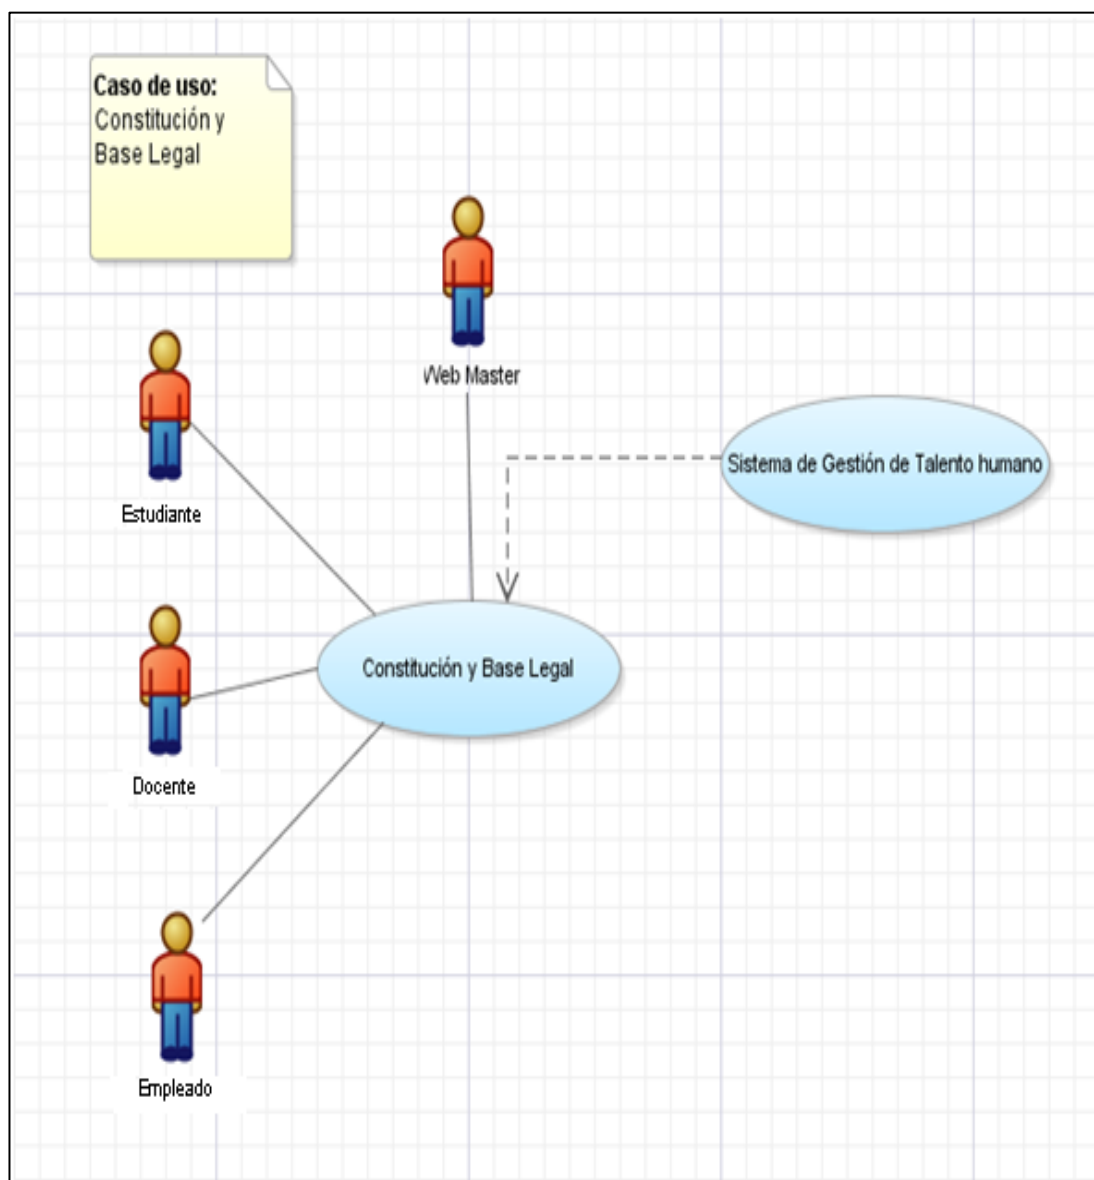 Caso de uso:
Constitución y
Base Legal
Web Master
Estudiante
Sistema de Gestión de Talento humano
Constitución y Base Legal
Docente
Empleado